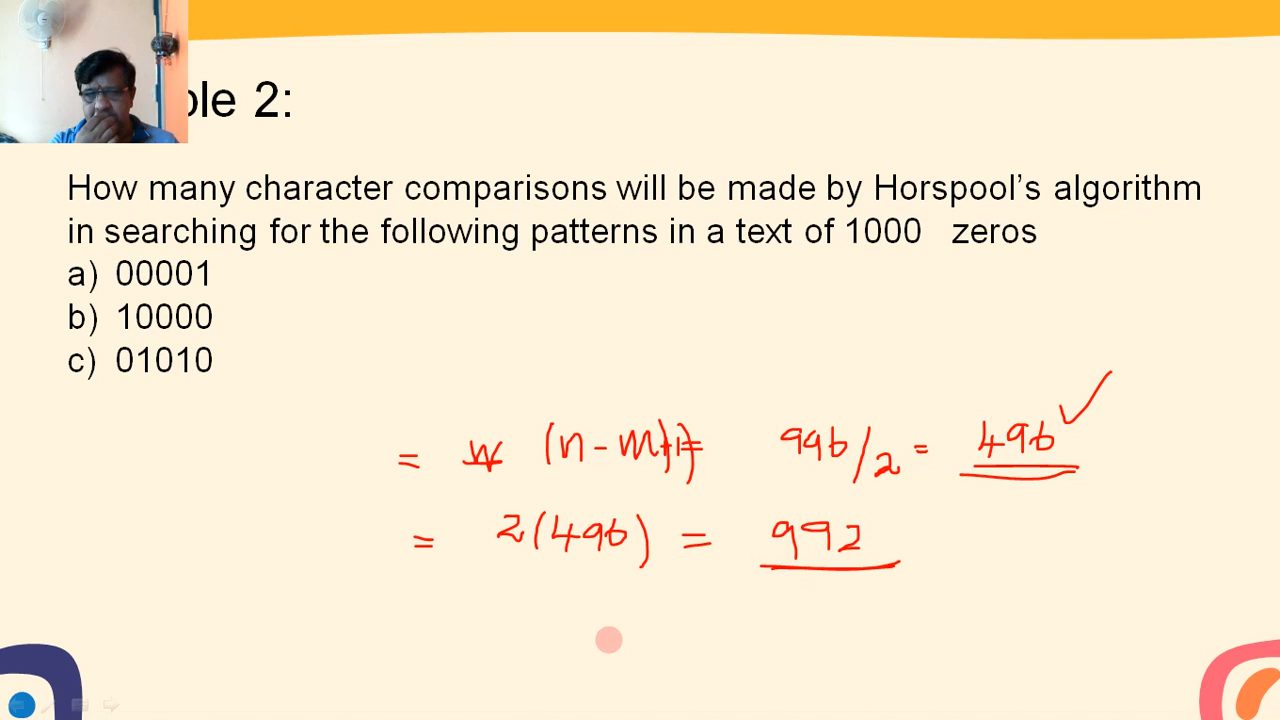 ble 2:
How many character comparisons will be made by Horspool’s algorithm
in searching for the following patterns in a text of 1000 zeros
a) 00001
b) 10000
c) 01010
= (n - m)+1) = 996/2 = 496
= 2(496) = 992